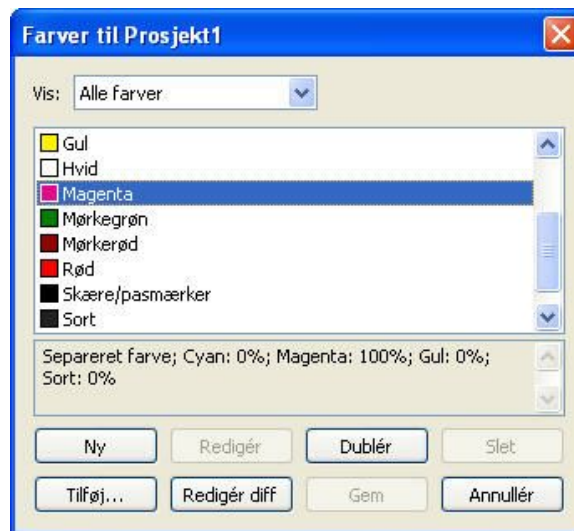 Farver til Prosjekt1
Vis: Alle farver
Gul
Hvid
Magenta
Mørkegrøn
Mørkerød
Rød
Skære/pasmærker
Sort
Separeret farve; Cyan: 0%; Magenta: 100%; Gul: 0%;
Sort: 0%
Ny Redigér Dublér Slet
Tilføj... Redigér diff Gem Annullér